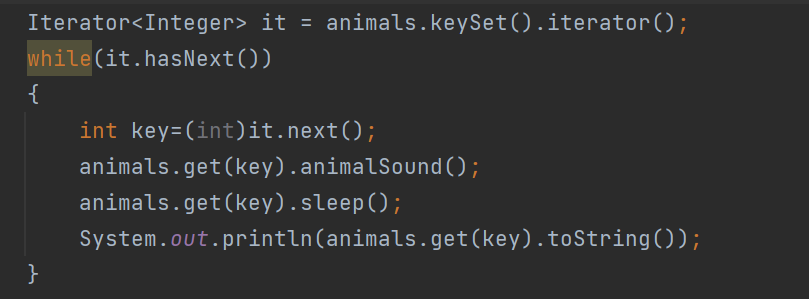 Iterator<Integer> it = animals.keySet().iterator();
while(it.hasNext())
{
    int key=(int)it.next();
    animals.get(key).animalSound();
    animals.get(key).sleep();
    System.out.println(animals.get(key).toString());
}